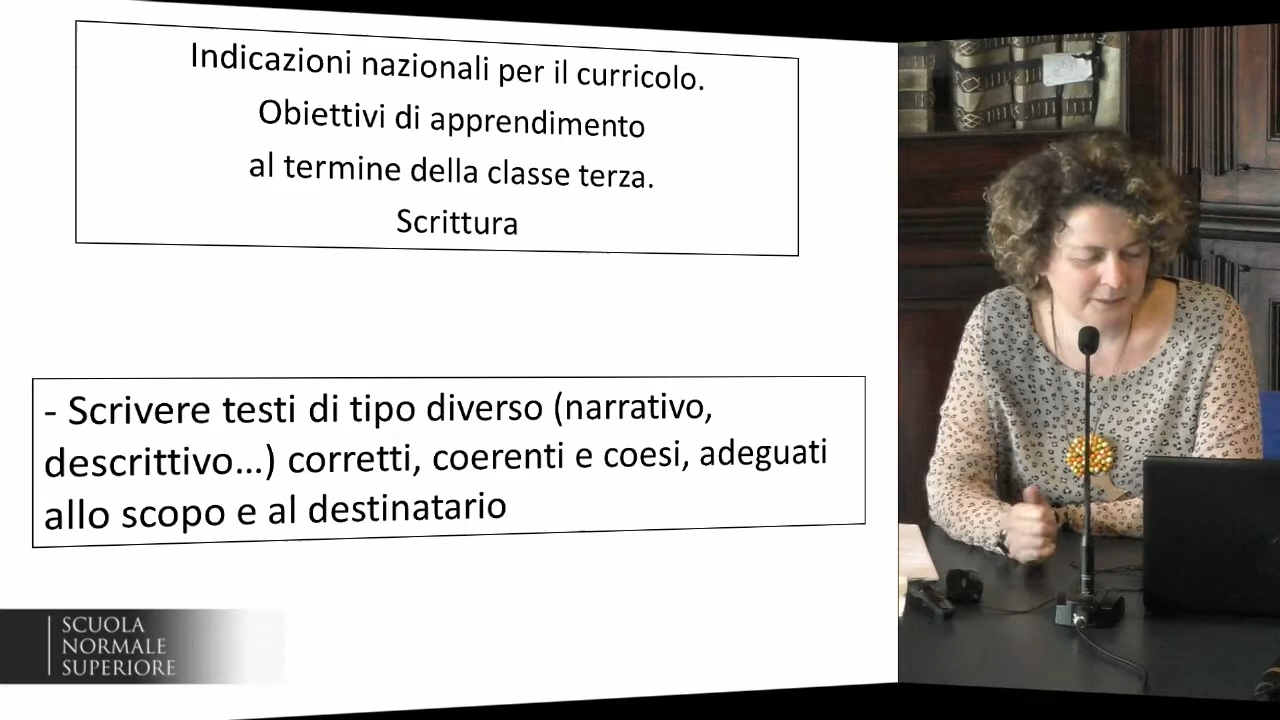 Indicazioni nazionali per il curricolo.
Obiettivi di apprendimento
al termine della classe terza.
Scrittura
- Scrivere testi di tipo diverso (narrativo,
descrittivo...) corretti, coerenti e coesi, adeguati
allo scopo e al destinatario
SCUOLA
NORMALE
SUPERIORE